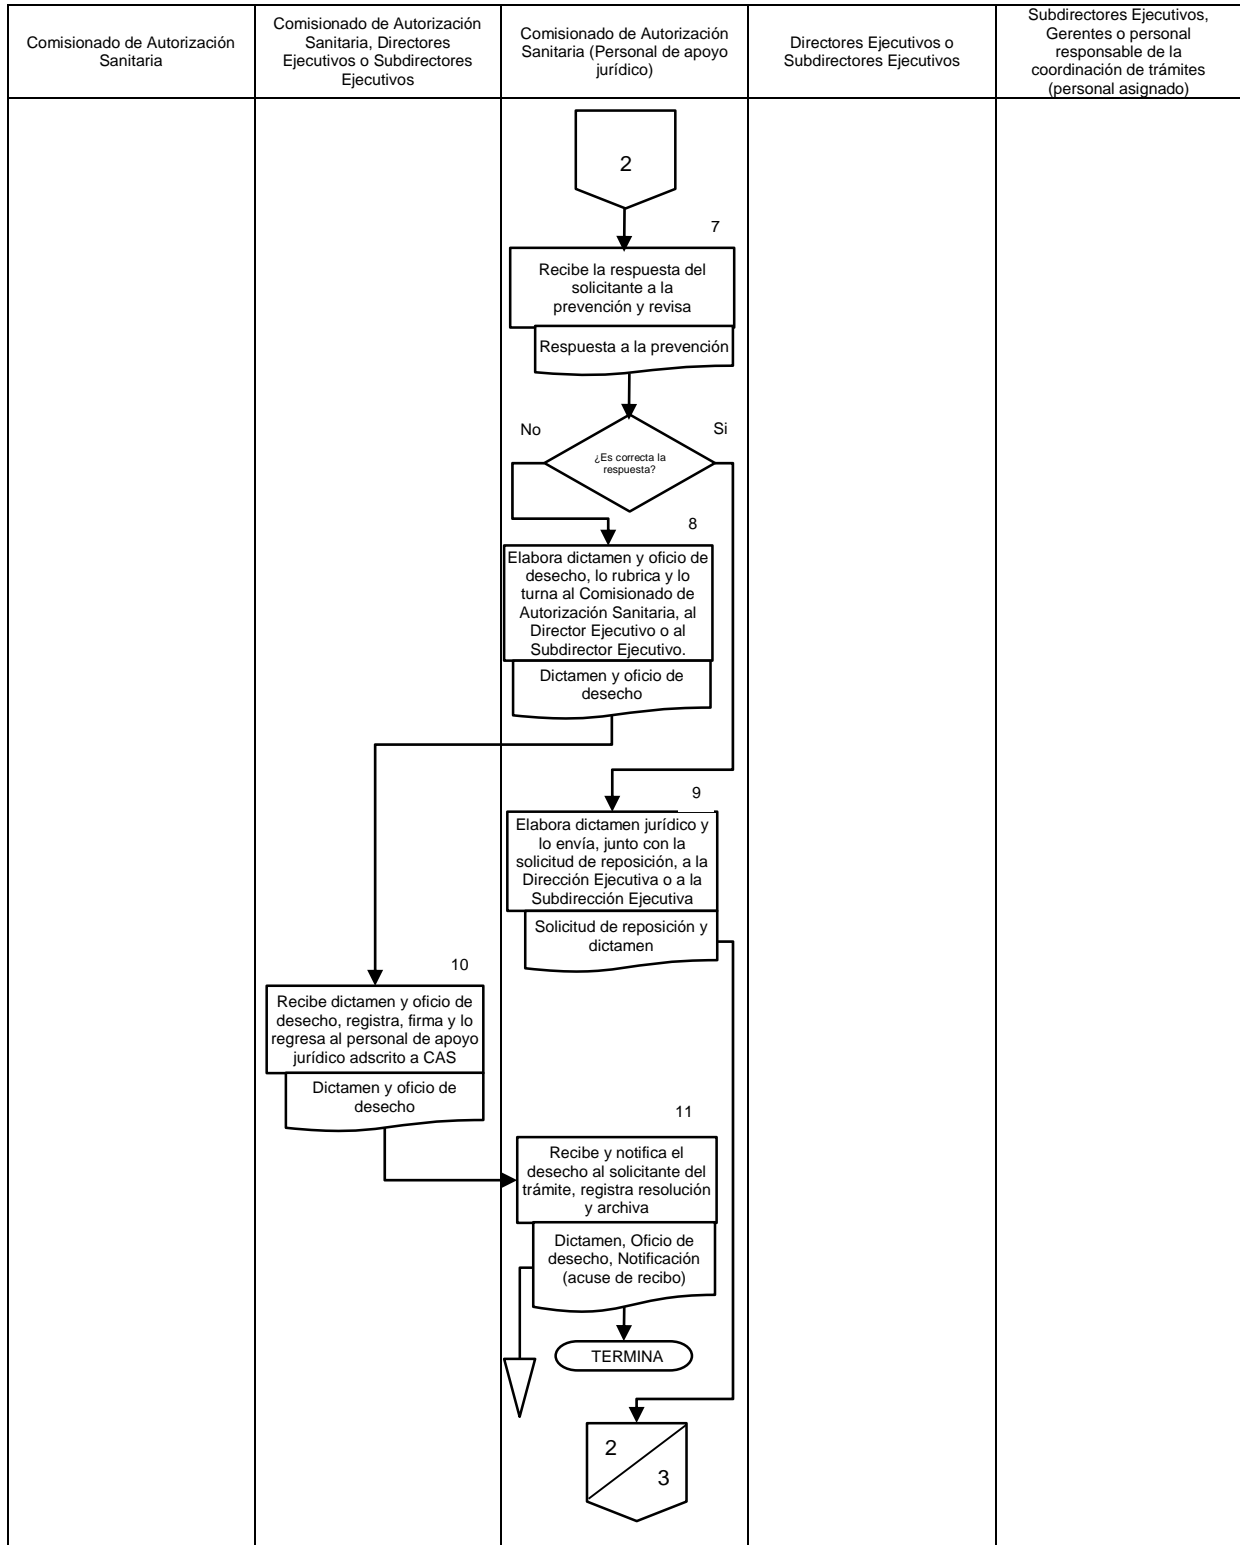 Comisionado de Autorización
Sanitaria
Comisionado de Autorización
Sanitaria, Directores
Ejecutivos o Subdirectores
Ejecutivos
Comisionado de Autorización
Sanitaria (Personal de apoyo
jurídico)
Directores Ejecutivos o
Subdirectores Ejecutivos
Subdirectores Ejecutivos,
Gerentes o personal
responsable de la
coordinación de trámites
(personal asignado)
2
7
Recibe la respuesta del
solicitante a la
prevención y revisa
Respuesta a la prevención
No
Si
¿Es correcta la
respuesta?
8
Elabora dictamen y oficio de
desecho, lo rubrica y lo
turna al Comisionado de
Autorización Sanitaria, al
Director Ejecutivo o al
Subdirector Ejecutivo.
Dictamen y oficio de
desecho
9
Elabora dictamen jurídico y
lo envía, junto con la
solicitud de reposición, a la
Dirección Ejecutiva o a la
Subdirección Ejecutiva
Solicitud de reposición y
dictamen
10
Recibe dictamen y oficio de
desecho, registra, firma y lo
regresa al personal de apoyo
jurídico adscrito a CAS
Dictamen y oficio de
desecho
11
Recibe y notifica el
desecho al solicitante del
trámite, registra resolución
y archiva
Dictamen, Oficio de
desecho, Notificación
(acuse de recibo)
TERMINA
2
3